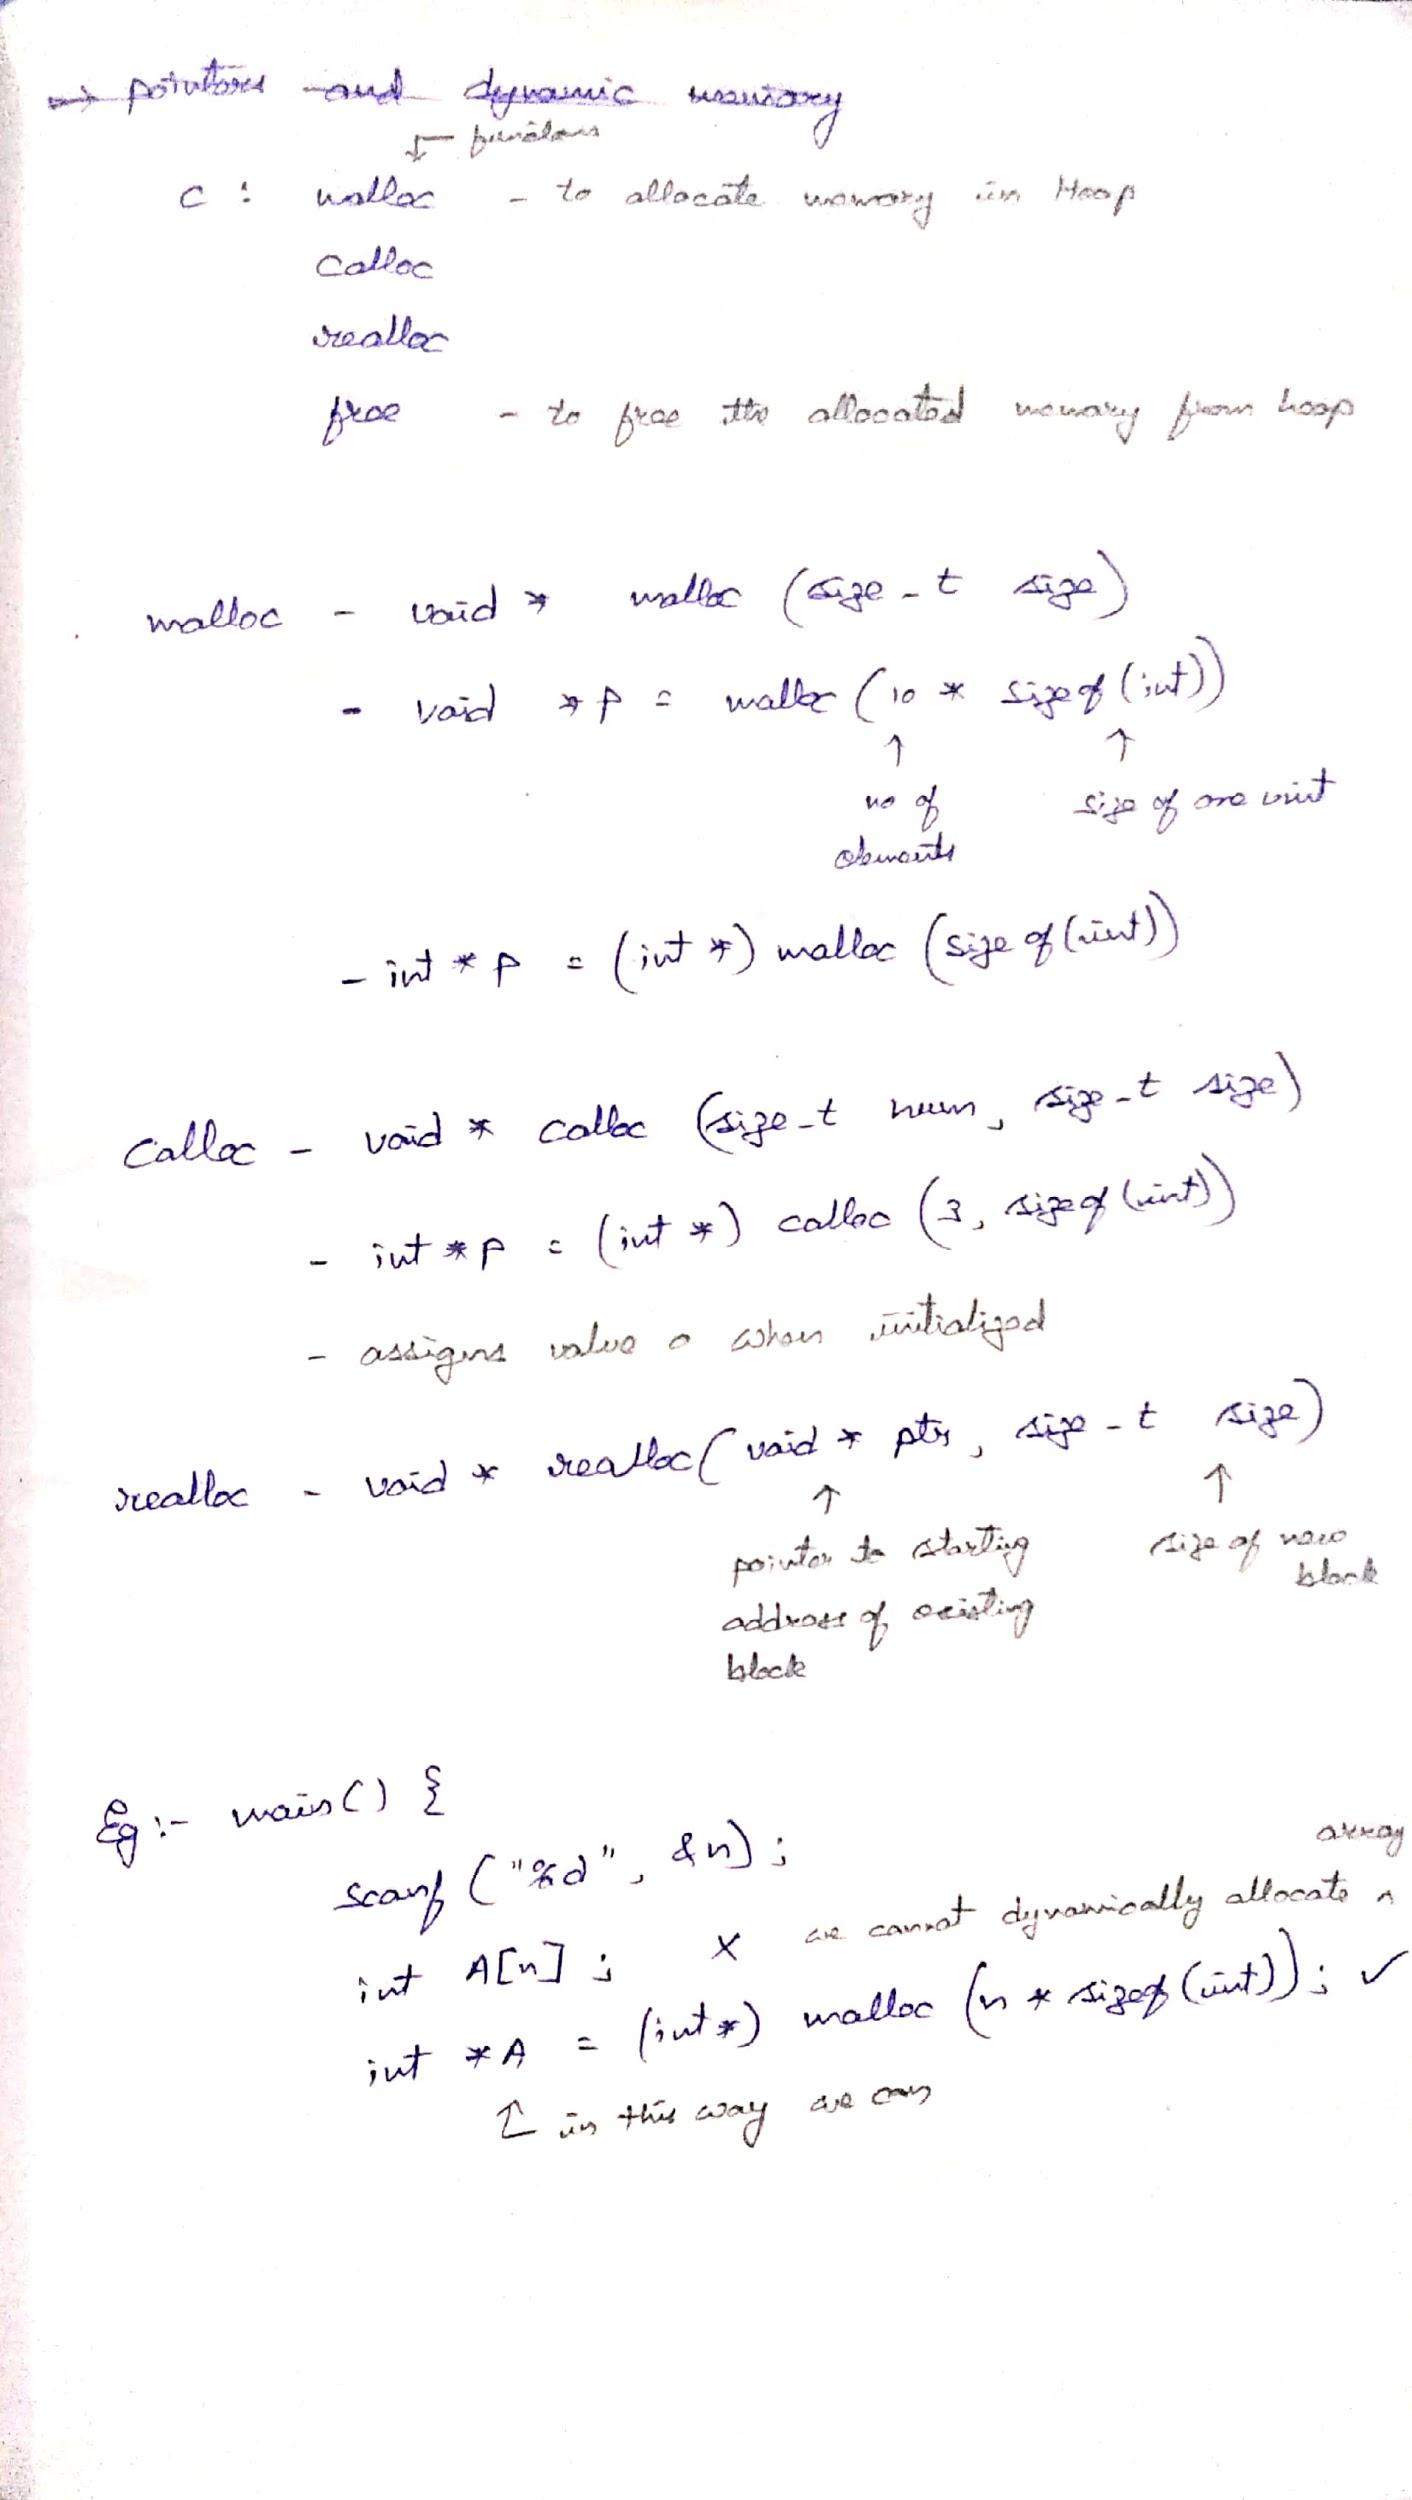 → pointers and dynamic memory
↓ functions
C : malloc - to allocate memory in Heap
Calloc
realloc
free - to free the allocated memory from heap
malloc - void * malloc (size_t size)
- void *p = malloc (10 * sizeof (int))
↑ ↑
no of size of one unit
elements
- int *p = (int *) malloc (sizeof (int))
Calloc - void * calloc (size_t num, size_t size)
- int *p = (int *) calloc (3, sizeof (int))
- assigns value 0 when initialized
realloc - void * realloc (void * ptr, size_t size)
↑ ↑
pointer to starting size of new
address of existing block
block
Eg :- main() {
scanf ("%d", &n);
array
int A[n]; X we cannot dynamically allocate ^
int *A = (int*) malloc (n * sizeof (int)); ✓
↑ in this way we can